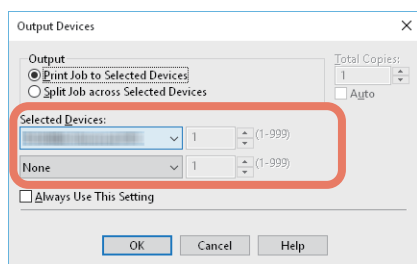 Output Devices
Output
Print Job to Selected Devices
Split Job across Selected Devices
Total Copies:
1
Auto
Selected Devices:
1 (1-999)
None 1 (1-999)
Always Use This Setting
OK Cancel Help